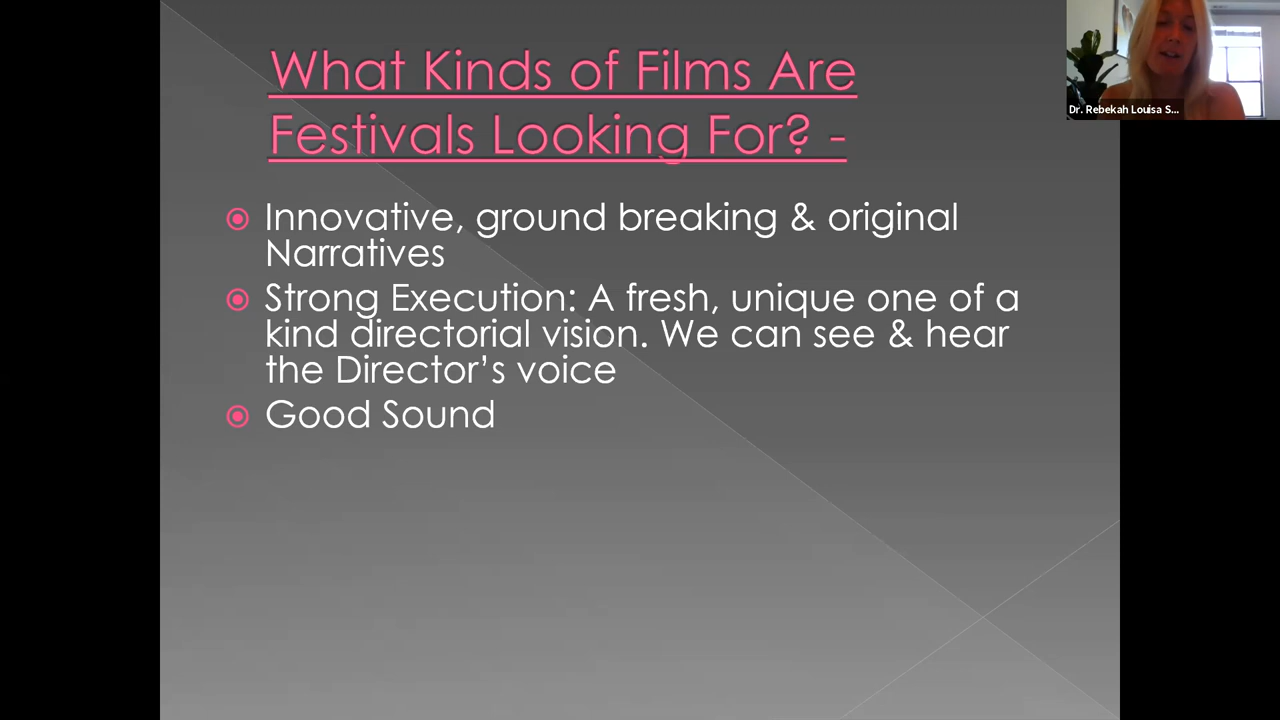 What Kinds of Films Are
Festivals Looking For? -
Innovative, ground breaking & original
Narratives
Strong Execution: A fresh, unique one of a
kind directorial vision. We can see & hear
the Director's voice
Good Sound
Dr. Rebekah Louisa S...